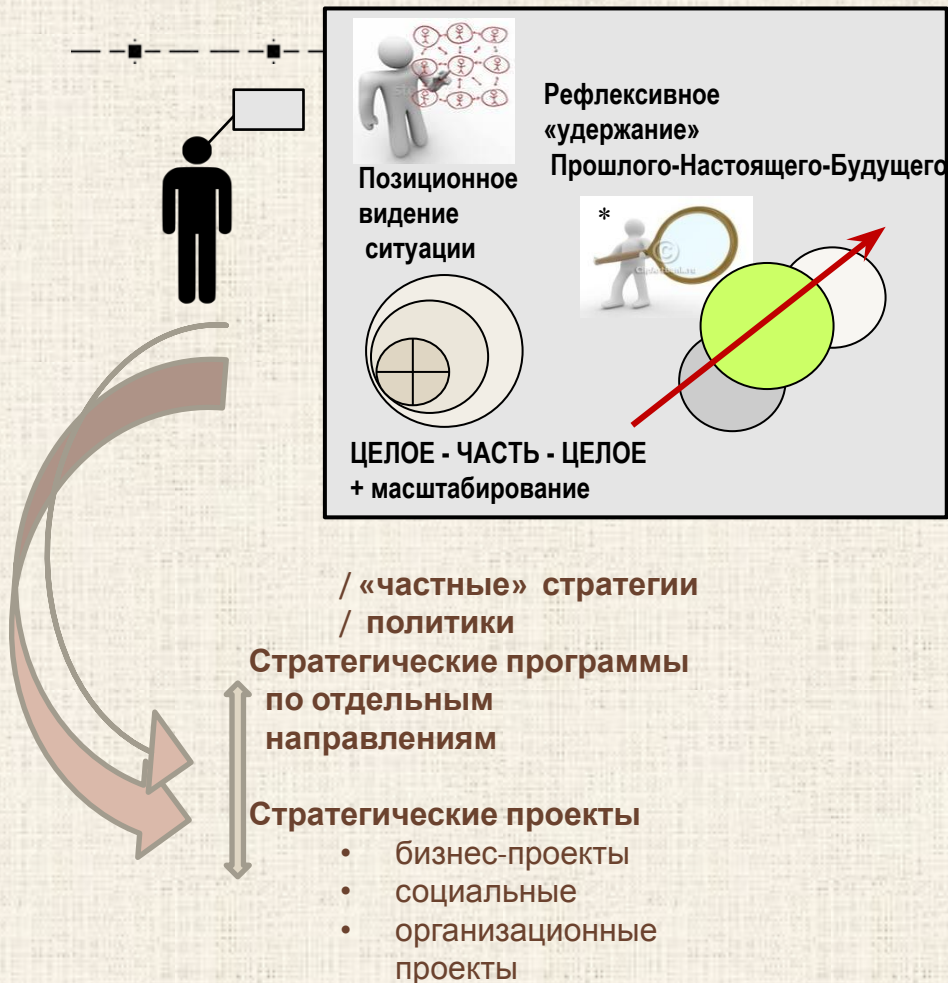 Позиционное
видение
ситуации
Рефлексивное
«удержание»
Прошлого-Настоящего-Будущего
*
ЦЕЛОЕ - ЧАСТЬ - ЦЕЛОЕ
+ масштабирование
/ «частные» стратегии
/ политики
Стратегические программы
по отдельным
направлениям
Стратегические проекты
• бизнес-проекты
• социальные
• организационные
проекты